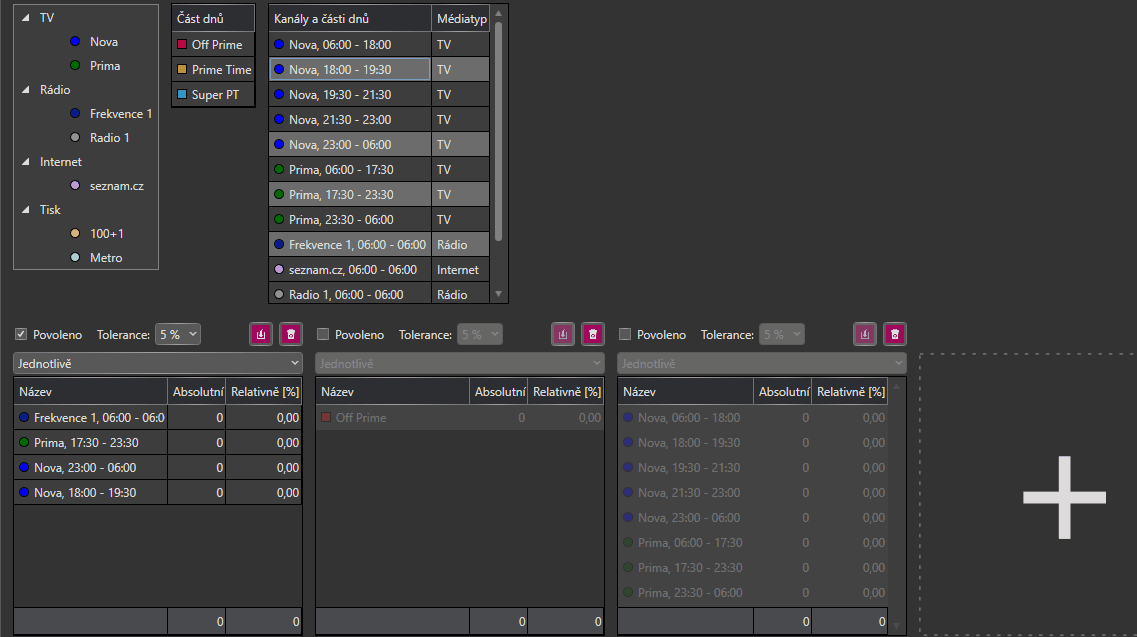 TV
Nova
Prima
Rádio
Frekvence 1
Radio 1
Internet
seznam.cz
Tisk
100+1
Metro
Část dnů
Off Prime
Prime Time
Super PT
Kanály a části dnů Médiatyp
Nova, 06:00 - 18:00 TV
Nova, 18:00 - 19:30 TV
Nova, 19:30 - 21:30 TV
Nova, 21:30 - 23:00 TV
Nova, 23:00 - 06:00 TV
Prima, 06:00 - 17:30 TV
Prima, 17:30 - 23:30 TV
Prima, 23:30 - 06:00 TV
Frekvence 1, 06:00 - 06:00 Rádio
seznam.cz, 06:00 - 06:00 Internet
Radio 1, 06:00 - 06:00 Rádio
Povoleno Tolerance: 5 %
Jednotlivě
Název Absolutní Relativně [%]
Frekvence 1, 06:00 - 06:0 0 0,00
Prima, 17:30 - 23:30 0 0,00
Nova, 23:00 - 06:00 0 0,00
Nova, 18:00 - 19:30 0 0,00
0 0
Povoleno Tolerance: 5 %
Jednotlivě
Název Absolutní Relativně [%]
Off Prime 0 0,00
0 0
Povoleno Tolerance: 5 %
Jednotlivě
Název Absolutní Relativně [%]
Nova, 06:00 - 18:00 0 0,00
Nova, 18:00 - 19:30 0 0,00
Nova, 19:30 - 21:30 0 0,00
Nova, 21:30 - 23:00 0 0,00
Nova, 23:00 - 06:00 0 0,00
Prima, 06:00 - 17:30 0 0,00
Prima, 17:30 - 23:30 0 0,00
Prima, 23:30 - 06:00 0 0,00
0 0